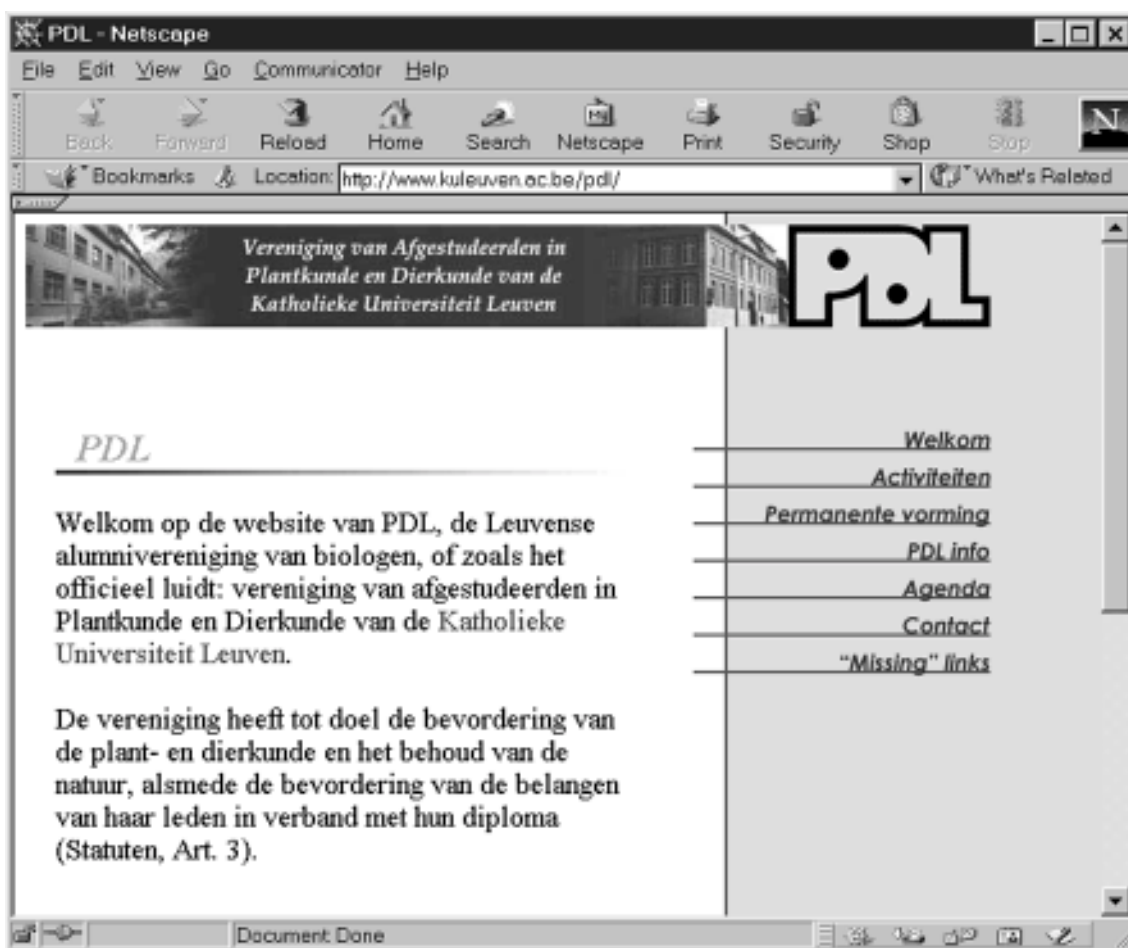 PDL - Netscape
File Edit View Go Communicator Help
Back Forward Reload Home Search Netscape Print Security Shop Stop
N
Bookmarks Location: http://www.kuleuven.ac.be/pdl/ What's Related
Vereniging van Afgestudeerden in
Plantkunde en Dierkunde van de
Katholieke Universiteit Leuven
PDL
PDL
Welkom op de website van PDL, de Leuvense
alumnivereniging van biologen, of zoals het
officieel luidt: vereniging van afgestudeerden in
Plantkunde en Dierkunde van de Katholieke
Universiteit Leuven.
De vereniging heeft tot doel de bevordering van
de plant- en dierkunde en het behoud van de
natuur, alsmede de bevordering van de belangen
van haar leden in verband met hun diploma
(Statuten, Art. 3).
Welkom
Activiteiten
Permanente vorming
PDL info
Agenda
Contact
“Missing” links
Document: Done